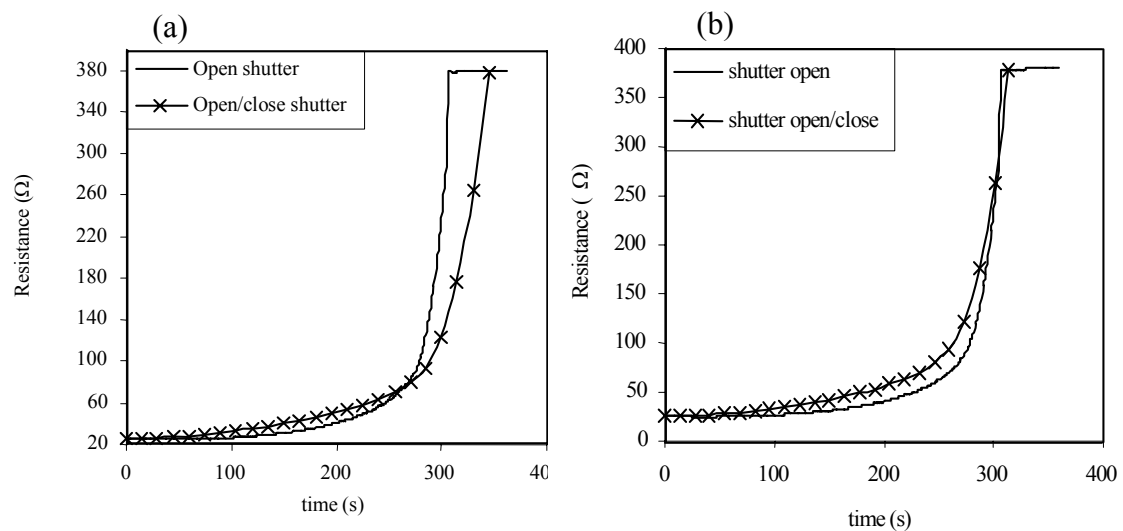 (a)
Open shutter
Open/close shutter
380
340
300
260
220
180
140
100
60
20
Resistance (Ω)
0
100
200
300
40
time (s)
(b)
shutter open
shutter open/close
400
350
300
250
200
150
100
50
0
Resistance ( Ω)
0
100
200
300
400
time (s)